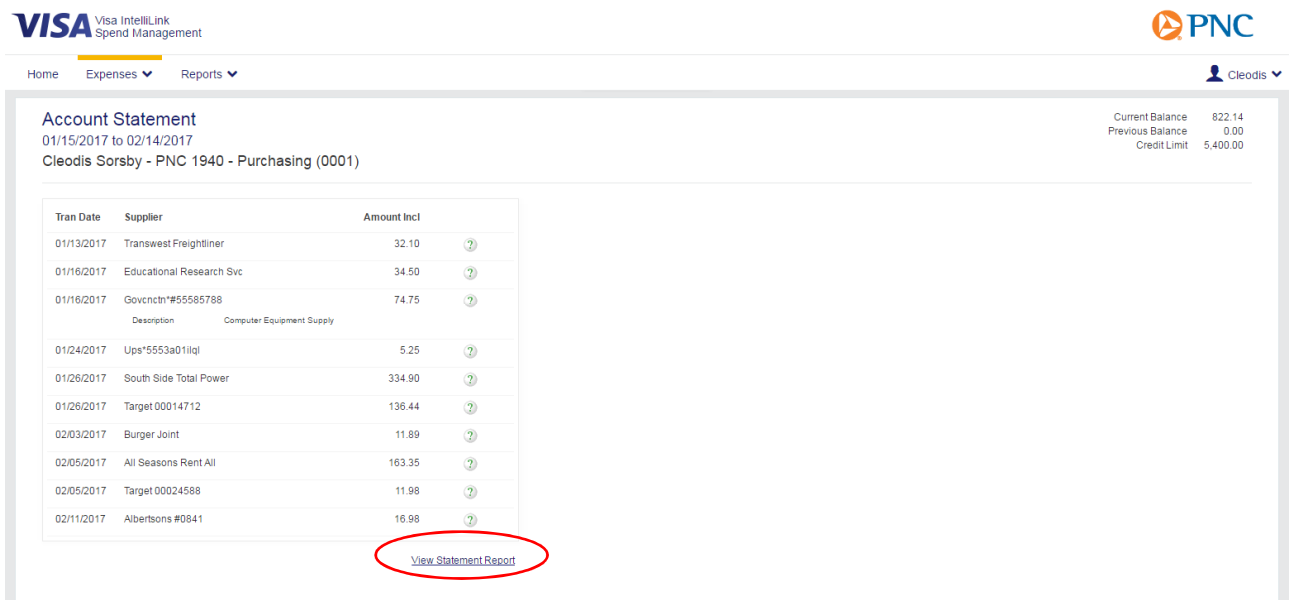 VISA Visa IntelliLink
Spend Management
PNC
Home Expenses Reports Cleodis
Account Statement
01/15/2017 to 02/14/2017
Cleodis Sorsby - PNC 1940 - Purchasing (0001)
Current Balance 822.14
Previous Balance 0.00
Credit Limit 5,400.00
Tran Date Supplier Amount Incl
01/13/2017 Transwest Freightliner 32.10 ?
01/16/2017 Educational Research Svc 34.50 ?
01/16/2017 Govcnctn*#55585788 74.75 ?
Description Computer Equipment Supply
01/24/2017 Ups*5553a01ilql 5.25 ?
01/26/2017 South Side Total Power 334.90 ?
01/26/2017 Target 00014712 136.44 ?
02/03/2017 Burger Joint 11.89 ?
02/05/2017 All Seasons Rent All 163.35 ?
02/05/2017 Target 00024588 11.98 ?
02/11/2017 Albertsons #0841 16.98 ?
View Statement Report